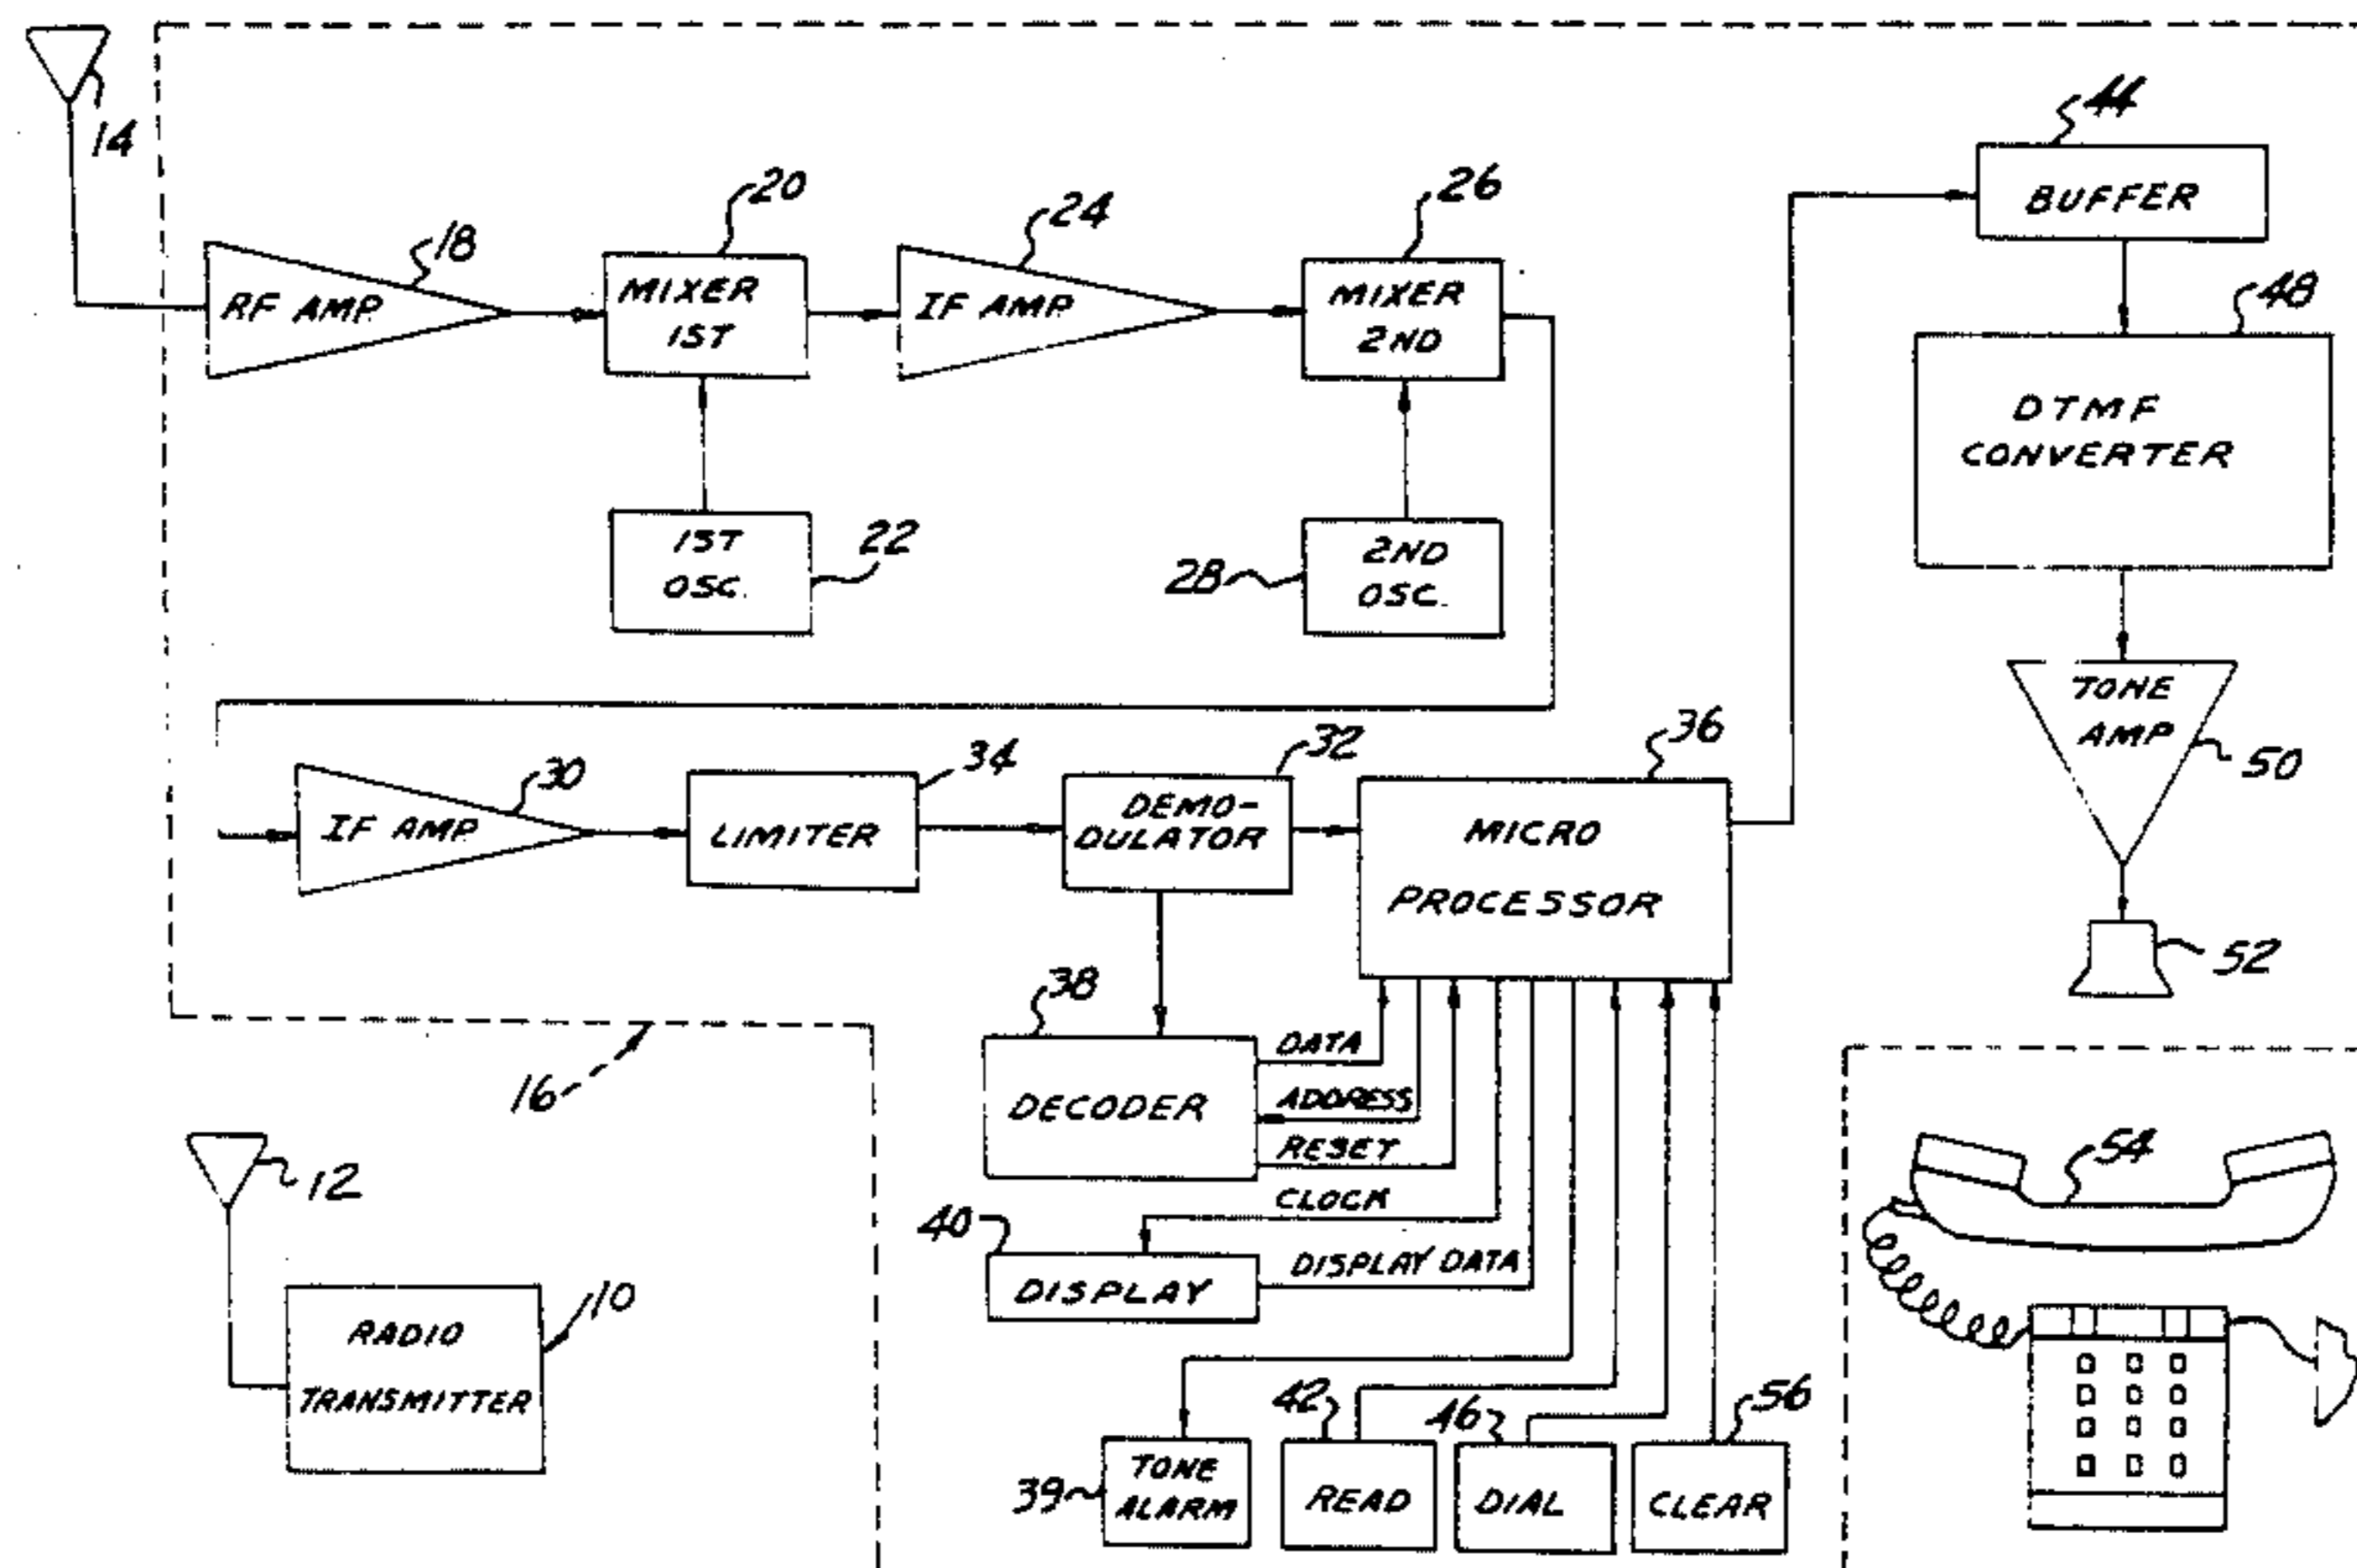 14
18
RF AMP
20
MIXER
1ST
24
IF AMP
26
MIXER
2ND
1ST
OSC.
22
2ND
OSC.
28
44
BUFFER
48
DTMF
CONVERTER
TONE
AMP
50
52
30
IF AMP
34
LIMITER
32
DEMO-
DULATOR
36
MICRO
PROCESSOR
38
DECODER
DATA
ADDRESS
RESET
CLOCK
40
DISPLAY
DISPLAY DATA
16
12
10
RADIO
TRANSMITTER
39
TONE
ALARM
42
READ
46
DIAL
56
CLEAR
54